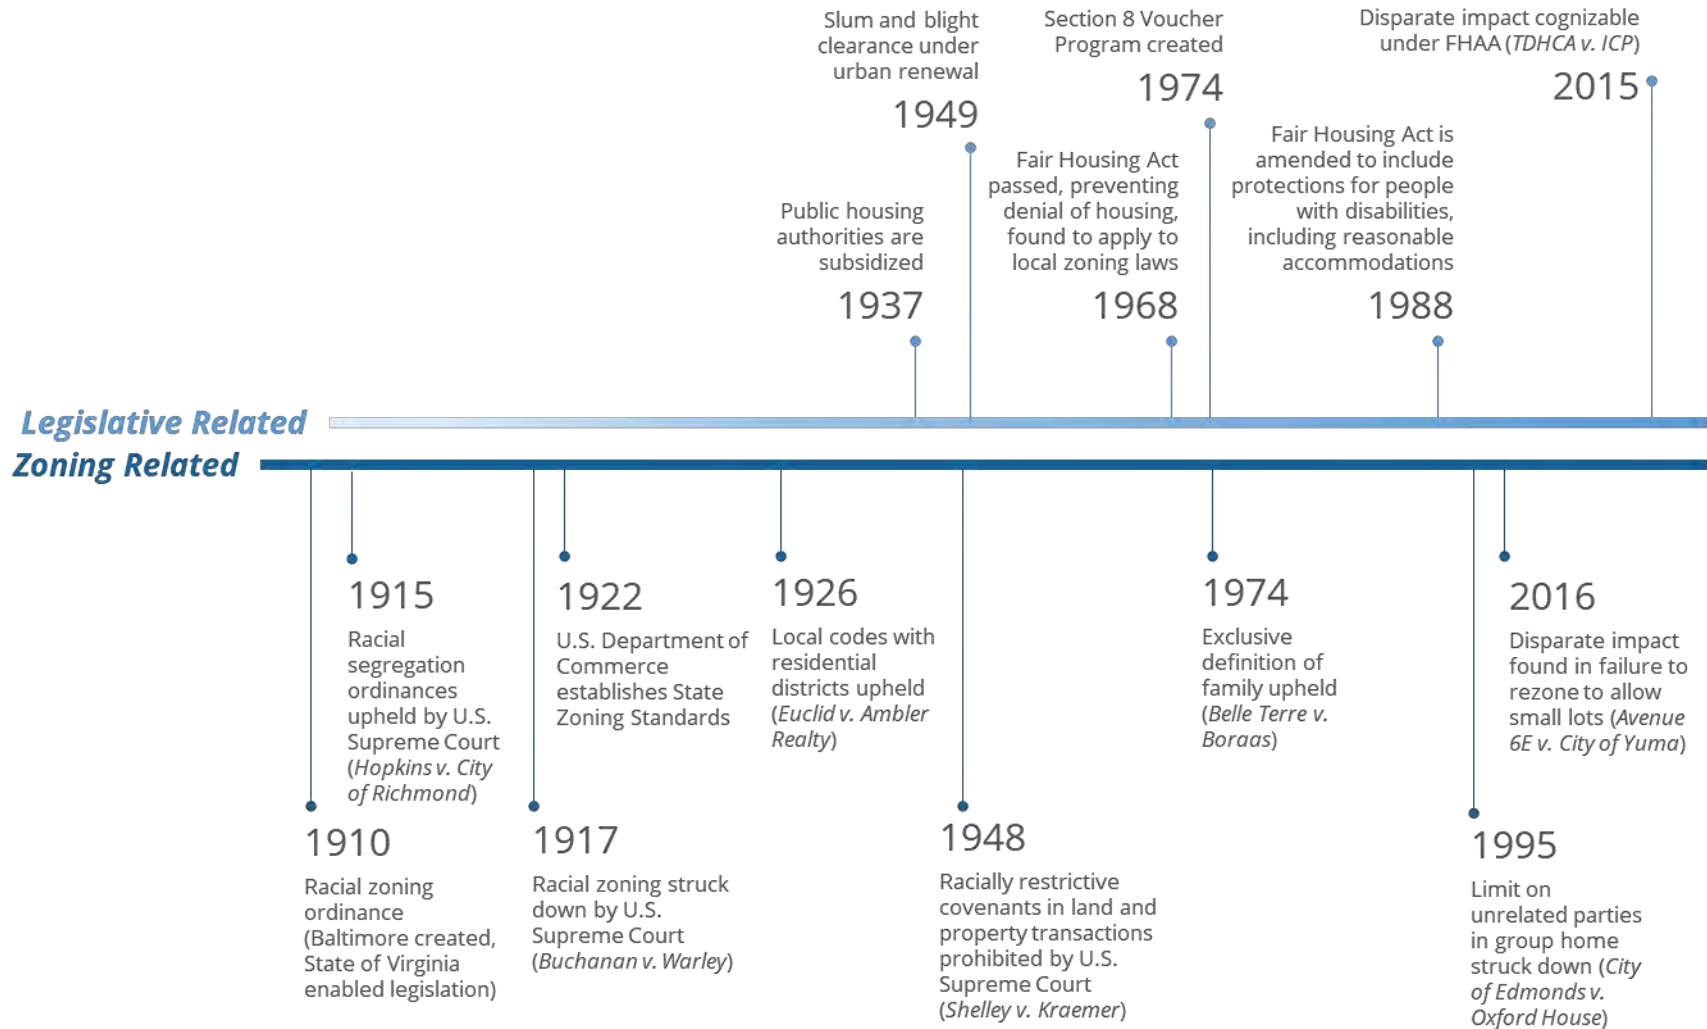 Slum and blight
clearance under
urban renewal
1949
Section 8 Voucher
Program created
1974
Disparate impact cognizable
under FHAA (TDHCA v. ICP)
2015
Public housing
authorities are
subsidized
1937
Fair Housing Act
passed, preventing
denial of housing,
found to apply to
local zoning laws
1968
Fair Housing Act is
amended to include
protections for people
with disabilities,
including reasonable
accommodations
1988
Legislative Related
Zoning Related
1915
Racial
segregation
ordinances
upheld by U.S.
Supreme Court
(Hopkins v. City
of Richmond)
1922
U.S. Department of
Commerce
establishes State
Zoning Standards
1926
Local codes with
residential
districts upheld
(Euclid v. Ambler
Realty)
1974
Exclusive
definition of
family upheld
(Belle Terre v.
Boraas)
2016
Disparate impact
found in failure to
rezone to allow
small lots (Avenue
6E v. City of Yuma)
1910
Racial zoning
ordinance
(Baltimore created,
State of Virginia
enabled legislation)
1917
Racial zoning struck
down by U.S.
Supreme Court
(Buchanan v. Warley)
1948
Racially restrictive
covenants in land and
property transactions
prohibited by U.S.
Supreme Court
(Shelley v. Kraemer)
1995
Limit on
unrelated parties
in group home
struck down (City
of Edmonds v.
Oxford House)